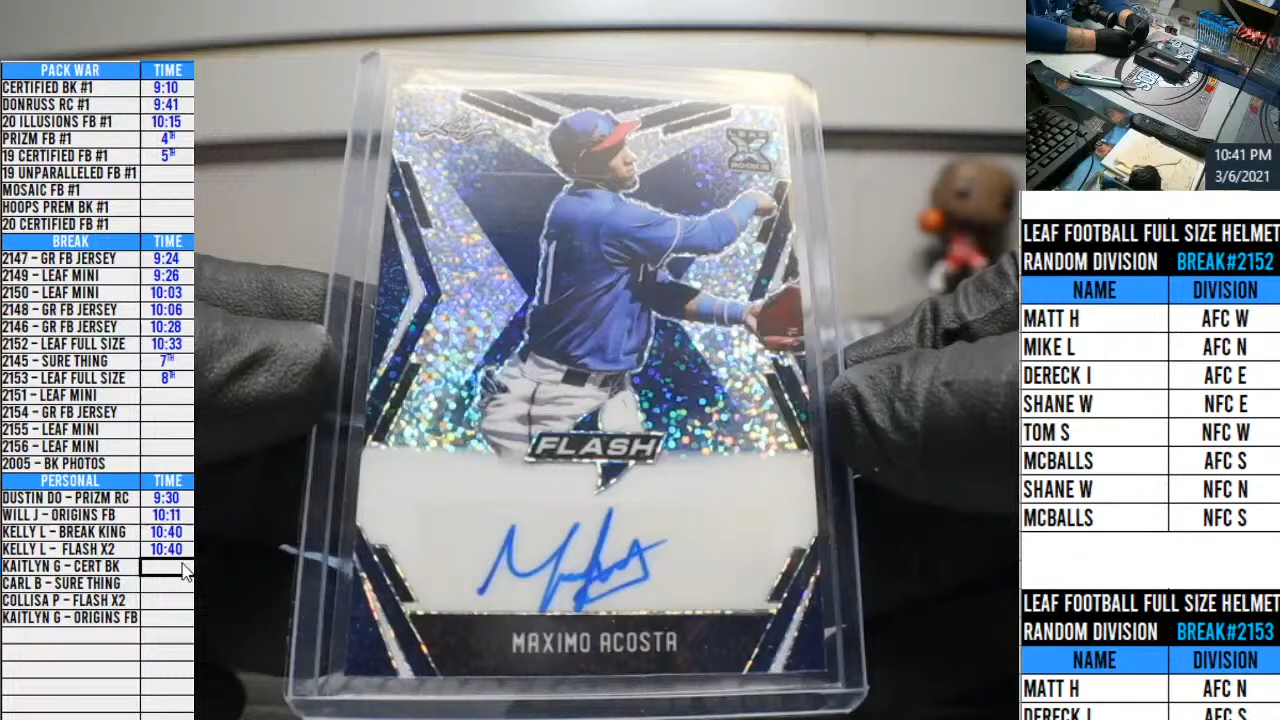 PACK WAR TIME
CERTIFIED BK #1 9:10
DONRUSS RC #1 9:41
20 ILLUSIONS FB #1 10:15
PRIZM FB #1 4TH
19 CERTIFIED FB #1 5TH
19 UNPARALLELED FB #1
MOSAIC FB #1
HOOPS PREM BK #1
20 CERTIFIED FB #1
BREAK TIME
2147 – GR FB JERSEY 9:24
2149 – LEAF MINI 9:26
2150 – LEAF MINI 10:03
2148 – GR FB JERSEY 10:06
2146 – GR FB JERSEY 10:28
2152 – LEAF FULL SIZE 10:33
2145 – SURE THING 7TH
2153 – LEAF FULL SIZE 8TH
2151 – LEAF MINI
2154 – GR FB JERSEY
2155 – LEAF MINI
2156 – LEAF MINI
2005 – BK PHOTOS
PERSONAL TIME
DUSTIN DO – PRIZM RC 9:30
WILL J – ORIGINS FB 10:11
KELLY L – BREAK KING 10:40
KELLY L – FLASH X2 10:40
KAITLYN G – CERT BK
CARL B – SURE THING
COLLISA P – FLASH X2
KAITLYN G – ORIGINS FB
Leaf
LEAF
ROOKIE
FLASH
MAXIMO ACOSTA
10:41 PM
3/6/2021
LEAF FOOTBALL FULL SIZE HELMET
RANDOM DIVISION BREAK#2152
NAME DIVISION
MATT H AFC W
MIKE L AFC N
DERECK I AFC E
SHANE W NFC E
TOM S NFC W
MCBALLS AFC S
SHANE W NFC N
MCBALLS NFC S
LEAF FOOTBALL FULL SIZE HELMET
RANDOM DIVISION BREAK#2153
NAME DIVISION
MATT H AFC N
DERECK I AFC S